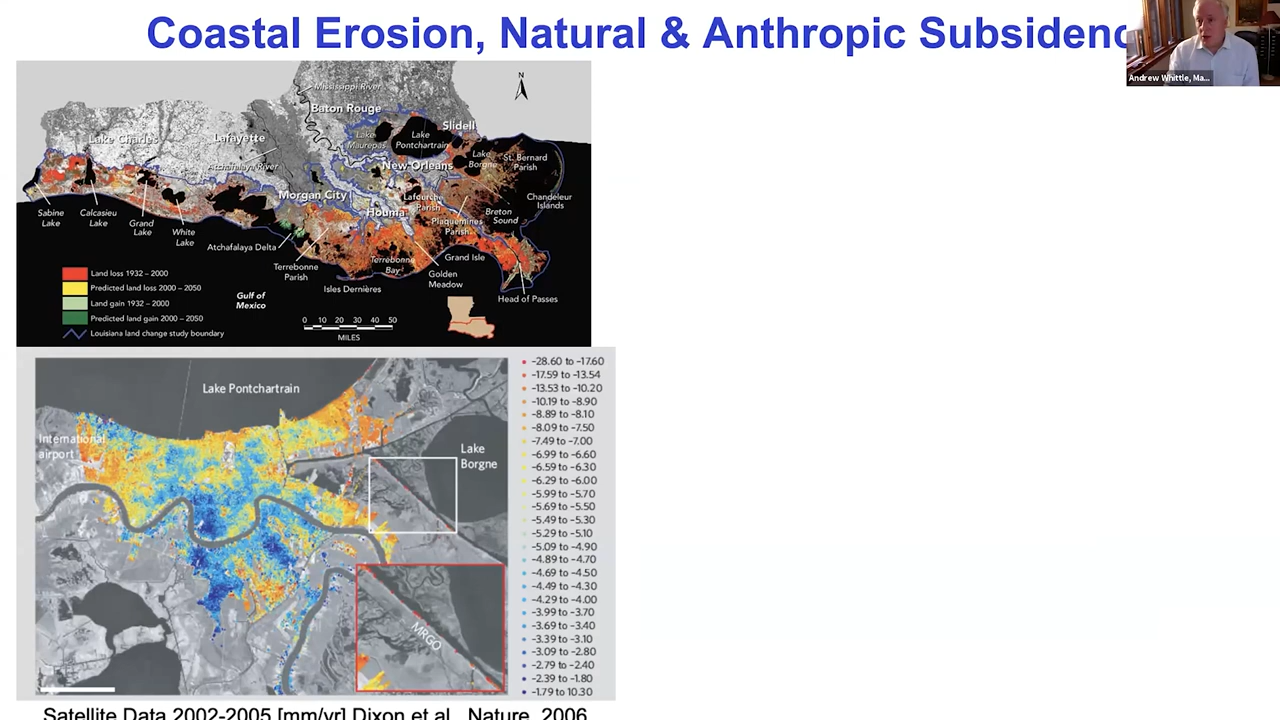 Coastal Erosion, Natural & Anthropic Subsidenc
Andrew Whittle, Ma...
N
Mississippi River
Baton Rouge
Slidell
Lake Charles
Lafayette
Lake
Maurepas
Lake
Pontchartrain
Atchafalaya River
New Orleans
Lake
Borgne
St. Bernard
Parish
Morgan City
Houma
Lafourche
Parish
Chandeleur
Islands
Breton
Sound
Plaquemines
Parish
Sabine
Lake
Calcasieu
Lake
Grand
Lake
White
Lake
Atchafalaya Delta
Terrebonne
Parish
Terrebonne
Bay
Grand Isle
Golden
Meadow
Isles Dernières
Head of Passes
Gulf of
Mexico
Land loss 1932 – 2000
Predicted land loss 2000 – 2050
Land gain 1932 – 2000
Predicted land gain 2000 – 2050
Louisiana land change study boundary
0 10 20 30 40 50
MILES
Lake Pontchartrain
International
airport
Lake
Borgne
MRGO
-28.60 to -17.60
-17.59 to -13.54
-13.53 to -10.20
-10.19 to -8.90
-8.89 to -8.10
-8.09 to -7.50
-7.49 to -7.00
-6.99 to -6.60
-6.59 to -6.30
-6.29 to -6.00
-5.99 to -5.70
-5.69 to -5.50
-5.49 to -5.30
-5.29 to -5.10
-5.09 to -4.90
-4.89 to -4.70
-4.69 to -4.50
-4.49 to -4.30
-4.29 to -4.00
-3.99 to -3.70
-3.69 to -3.40
-3.39 to -3.10
-3.09 to -2.80
-2.79 to -2.40
-2.39 to -1.80
-1.79 to 10.30
Satellite Data 2002-2005 [mm/yr] Dixon et al., Nature, 2006